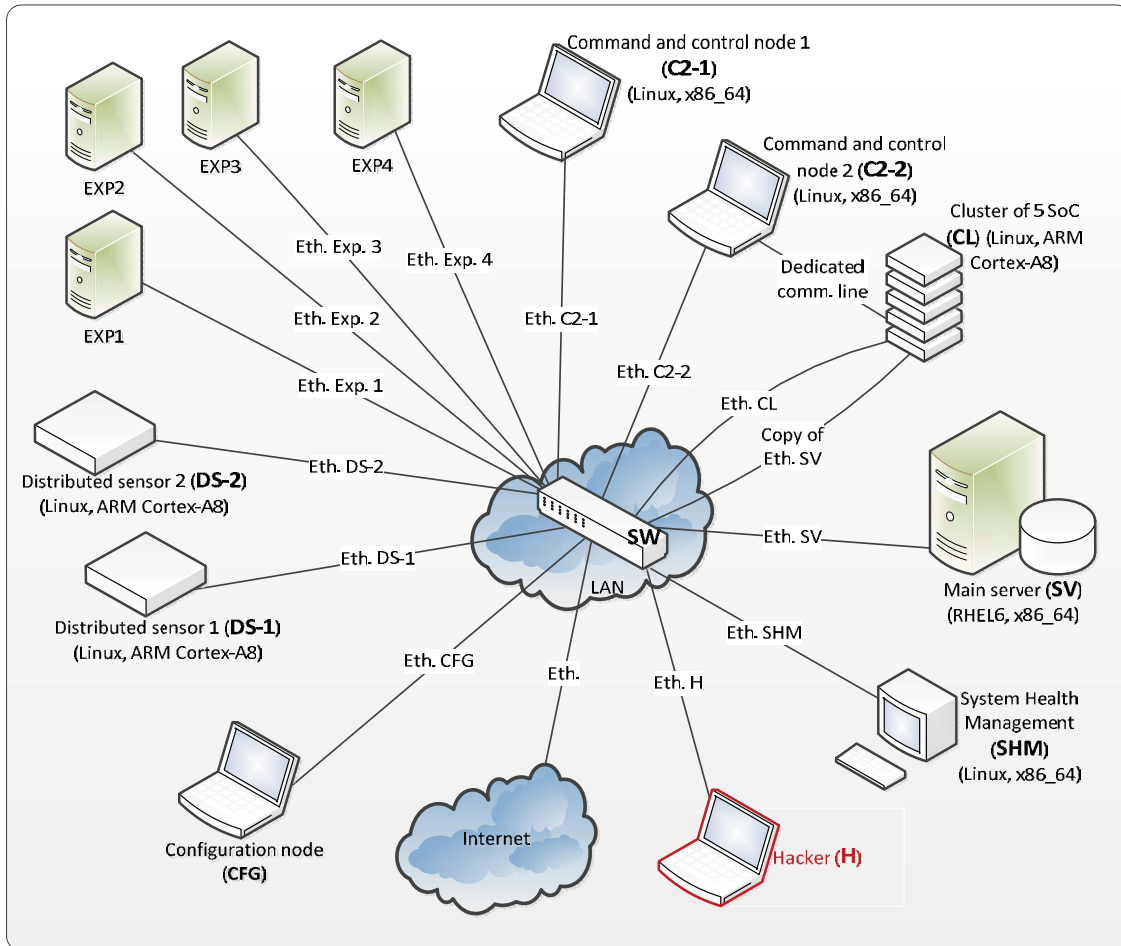 Command and control node 1
(C2-1)
(Linux, x86_64)
EXP2
EXP3
EXP4
Command and control
node 2 (C2-2)
(Linux, x86_64)
Cluster of 5 SoC
(CL) (Linux, ARM
Cortex-A8)
Dedicated
comm. line
EXP1
Eth. Exp. 3
Eth. Exp. 4
Eth. Exp. 2
Eth. C2-1
Eth. Exp. 1
Eth. C2-2
Eth. CL
Copy of
Eth. SV
Distributed sensor 2 (DS-2)
(Linux, ARM Cortex-A8)
Eth. DS-2
SW
LAN
Eth. SV
Main server (SV)
(RHEL6, x86_64)
Eth. DS-1
Distributed sensor 1 (DS-1)
(Linux, ARM Cortex-A8)
Eth. CFG
Eth.
Eth. H
Eth. SHM
System Health
Management
(SHM)
(Linux, x86_64)
Configuration node
(CFG)
Internet
Hacker (H)